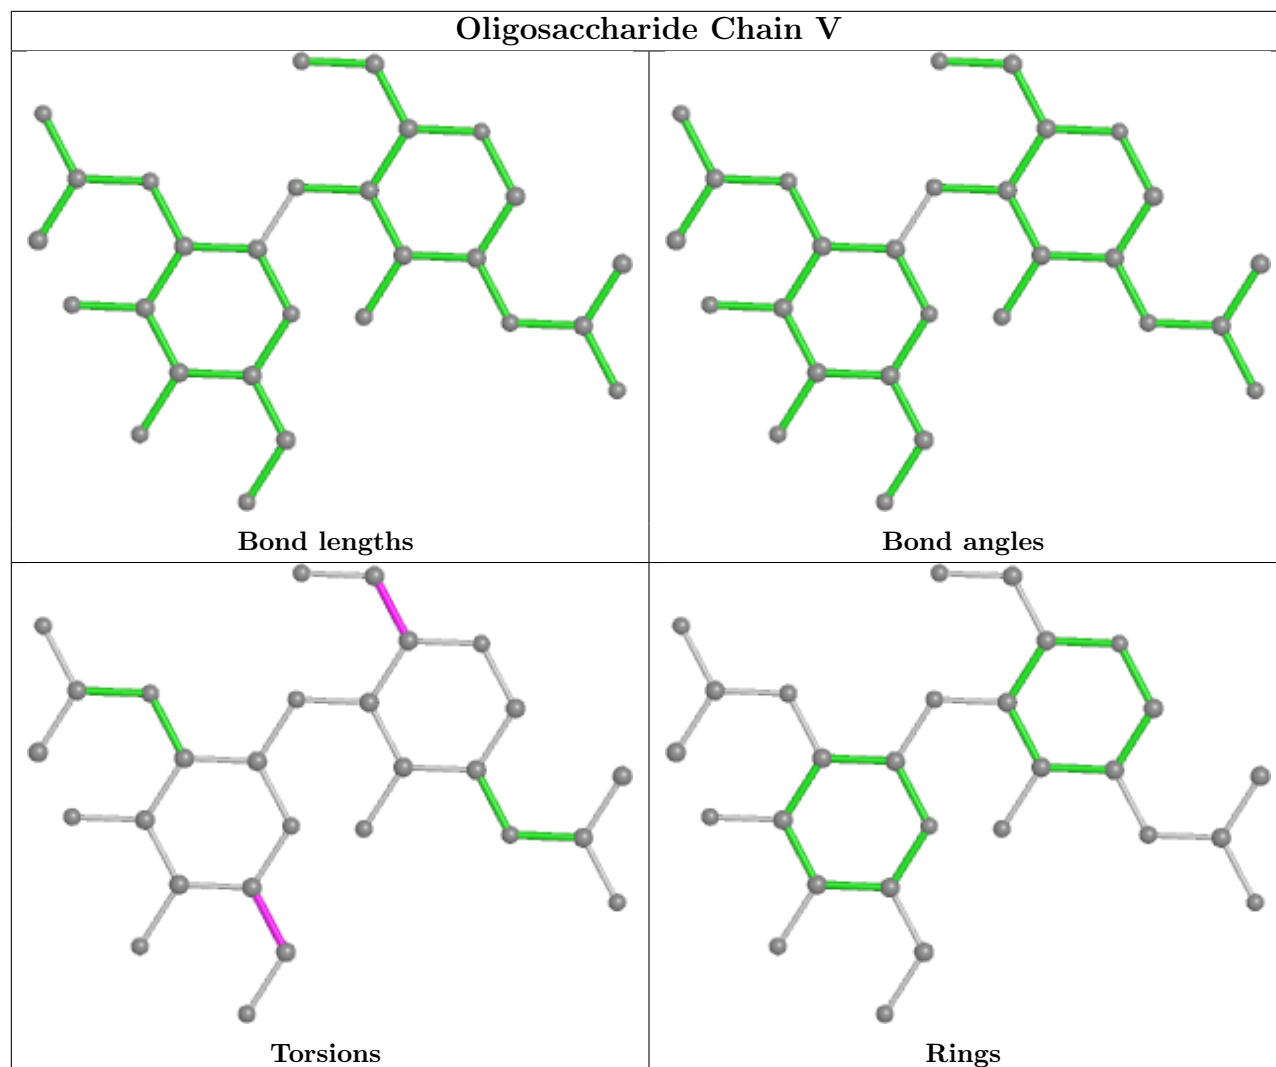 Oligosaccharide Chain V
Bond lengths
Bond angles
Torsions
Rings